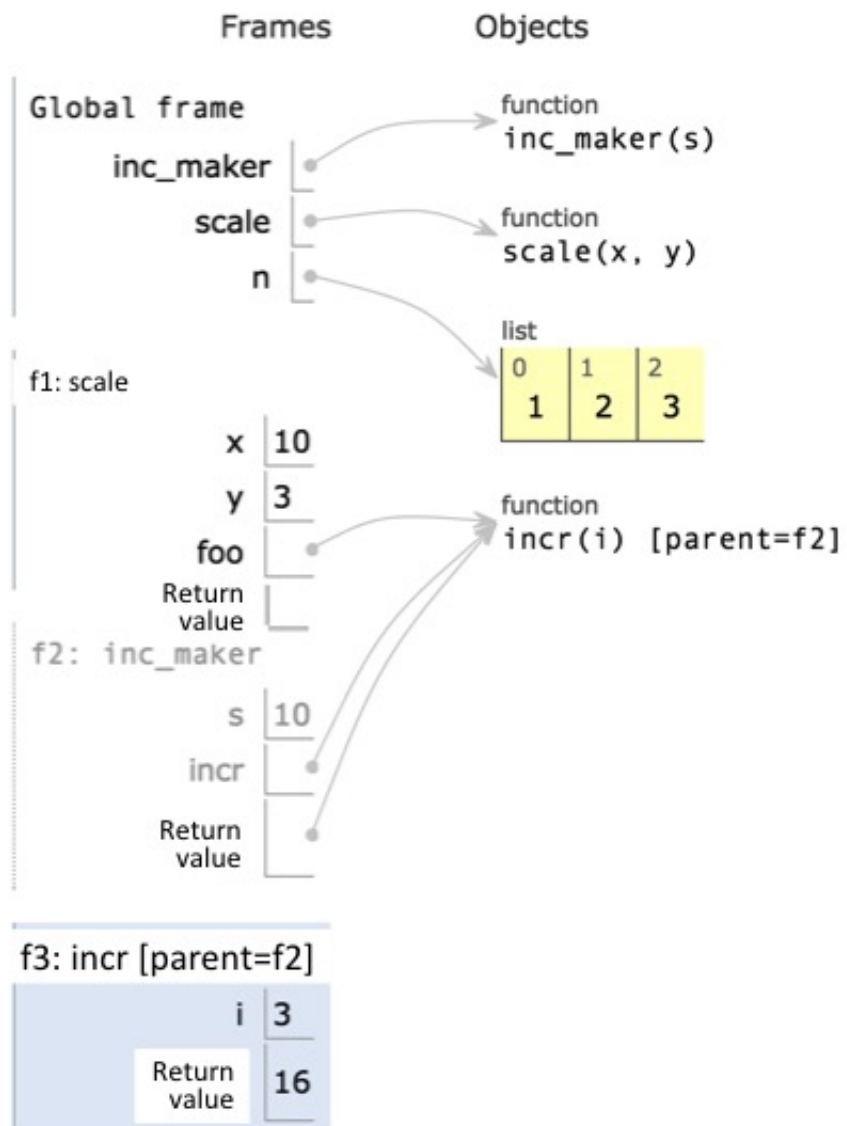 Frames Objects
Global frame
function
inc_maker(s)
inc_maker
scale
function
scale(x, y)
n
list
0 1 2
1 2 3
f1: scale
x 10
y 3
function
incr(i) [parent=f2]
foo
Return
value
f2: inc_maker
s 10
incr
Return
value
f3: incr [parent=f2]
i 3
Return
value
16